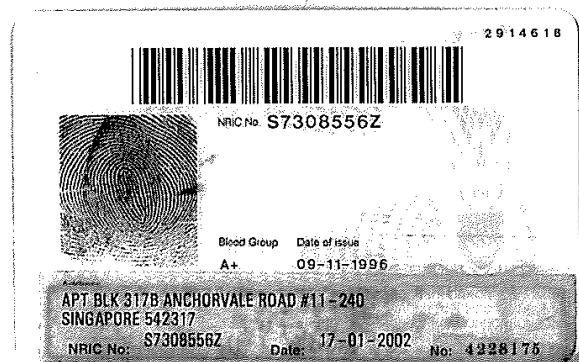 2914618
NRIC No. S7308556Z
Blood Group Date of issue
A+ 09-11-1996
Address
APT BLK 317B ANCHORVALE ROAD #11-240
SINGAPORE 542317
NRIC No: S7308556Z Date: 17-01-2002 No: 4228175